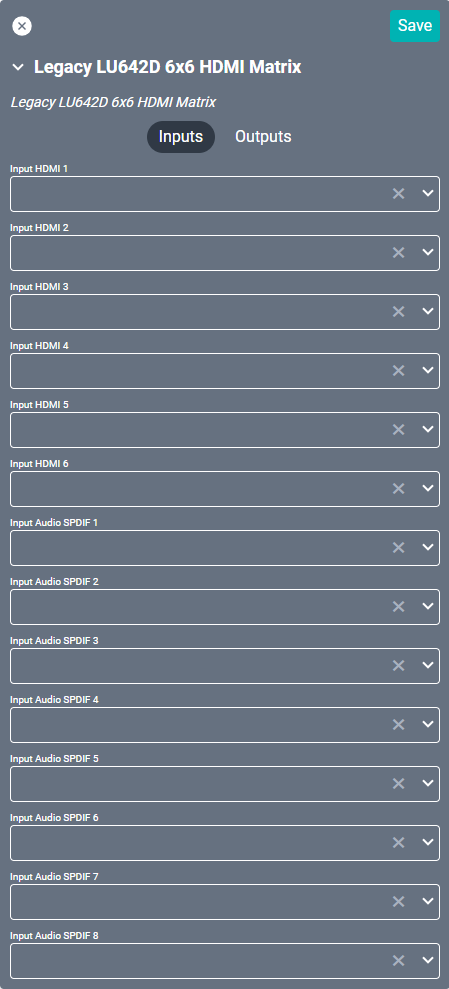 Save
Legacy LU642D 6x6 HDMI Matrix
Legacy LU642D 6x6 HDMI Matrix
Inputs Outputs
Input HDMI 1
Input HDMI 2
Input HDMI 3
Input HDMI 4
Input HDMI 5
Input HDMI 6
Input Audio SPDIF 1
Input Audio SPDIF 2
Input Audio SPDIF 3
Input Audio SPDIF 4
Input Audio SPDIF 5
Input Audio SPDIF 6
Input Audio SPDIF 7
Input Audio SPDIF 8